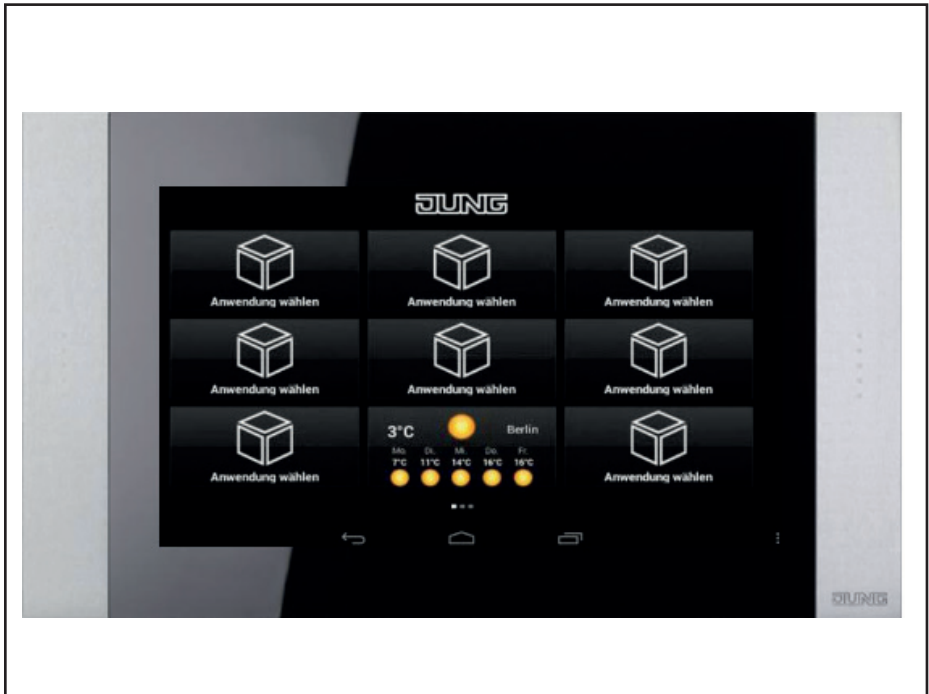 JUNG
Anwendung wählen Anwendung wählen Anwendung wählen
Anwendung wählen Anwendung wählen Anwendung wählen
3°C Berlin
Mo. Di. Mi. Do. Fr.
7°C 11°C 14°C 16°C 16°C
Anwendung wählen Anwendung wählen
JUNG